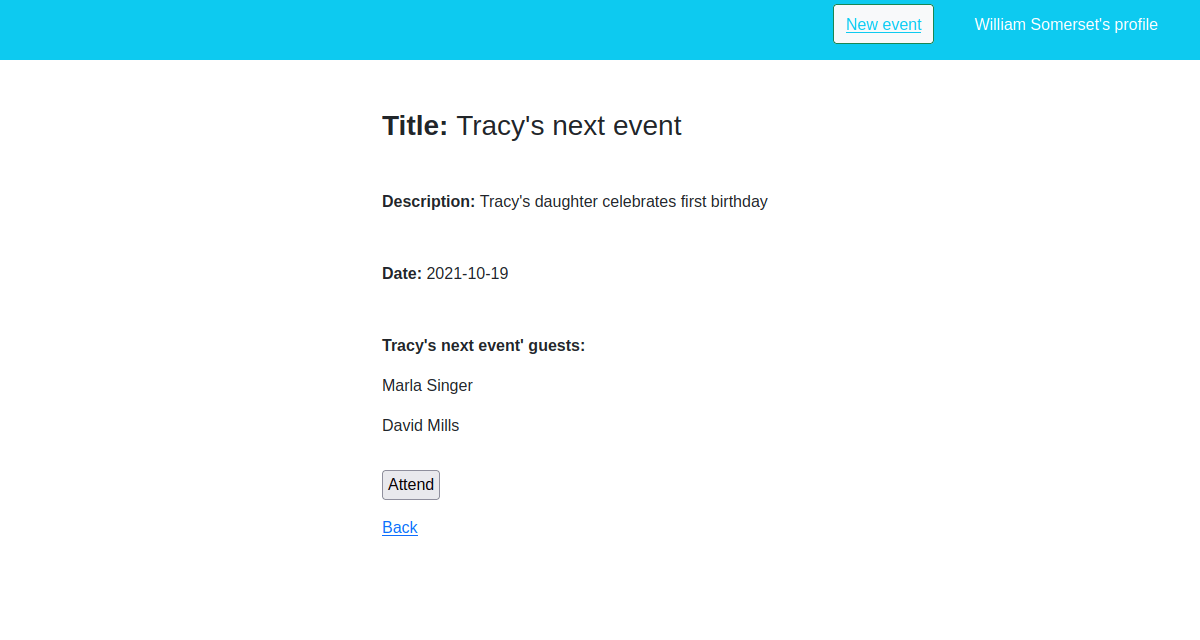 New event
William Somerset's profile
Title: Tracy's next event
Description: Tracy's daughter celebrates first birthday
Date: 2021-10-19
Tracy's next event' guests:
Marla Singer
David Mills
Attend
Back